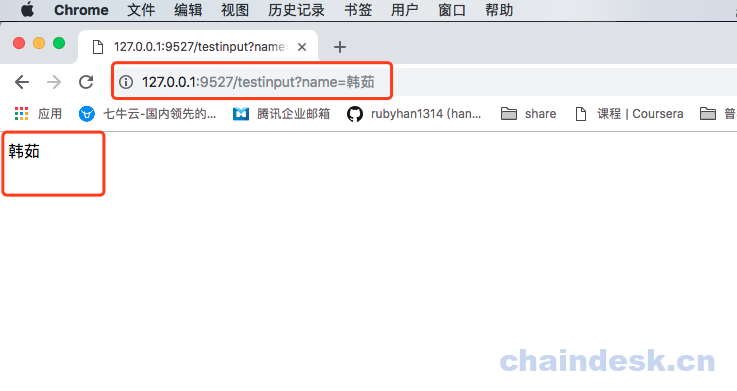 Chrome 文件 编辑 视图 历史记录 书签 用户 窗口 帮助
127.0.0.1:9527/testinput?name=
127.0.0.1:9527/testinput?name=韩茹
应用 七牛云-国内领先的... 腾讯企业邮箱 rubyhan1314 (han... share 课程 | Coursera 普
韩茹
chaindesk.cn